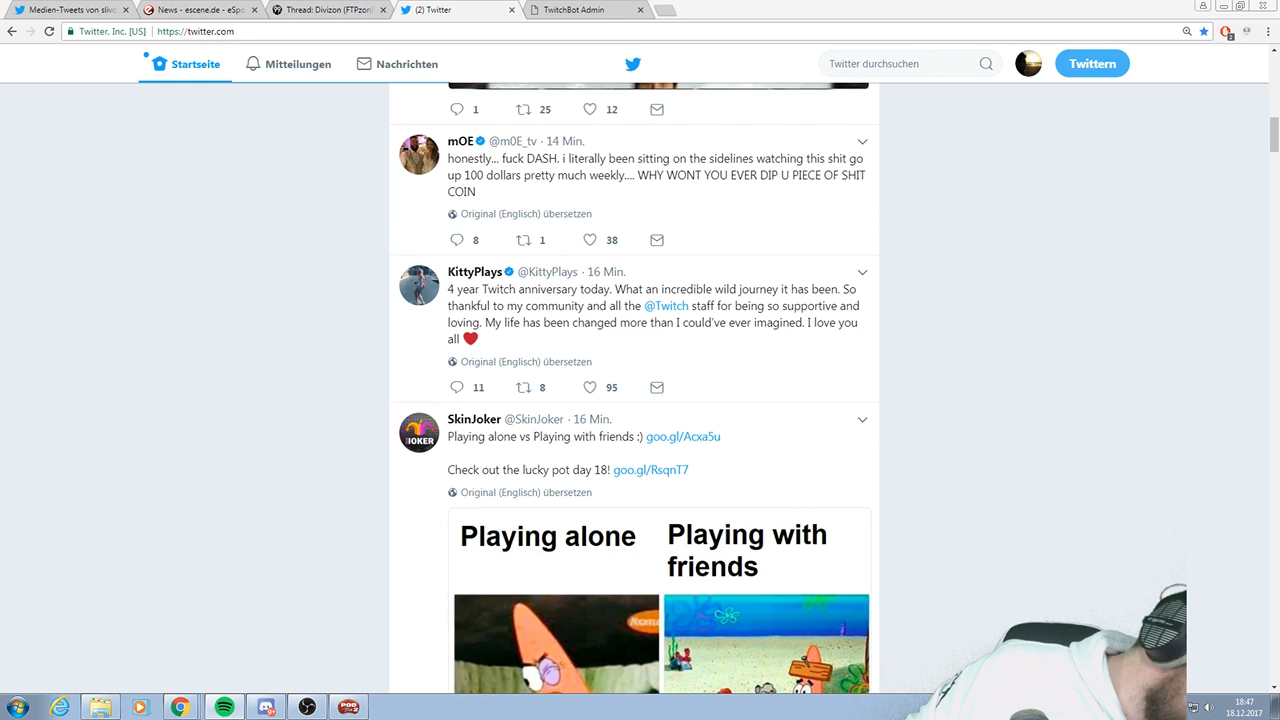 Medien-Tweets von slive
News - escene.de - eSpo
Thread: Divizon (FTPzon
(2) Twitter
TwitchBot Admin
Twitter, Inc. [US]
https://twitter.com
Startseite
Mitteilungen
Nachrichten
Twitter durchsuchen
Twittern
1 25 12
mOE @m0E_tv · 14 Min.
honestly... fuck DASH. i literally been sitting on the sidelines watching this shit go
up 100 dollars pretty much weekly.... WHY WONT YOU EVER DIP U PIECE OF SHIT
COIN
Original (Englisch) übersetzen
8 1 38
KittyPlays @KittyPlays · 16 Min.
4 year Twitch anniversary today. What an incredible wild journey it has been. So
thankful to my community and all the @Twitch staff for being so supportive and
loving. My life has been changed more than I could've ever imagined. I love you
all
Original (Englisch) übersetzen
11 8 95
SkinJoker @SkinJoker · 16 Min.
Playing alone vs Playing with friends :) goo.gl/Acxa5u
Check out the lucky pot day 18! goo.gl/RsqnT7
Original (Englisch) übersetzen
JOKER
Playing alone
Playing with
friends
18:47
18.12.2017